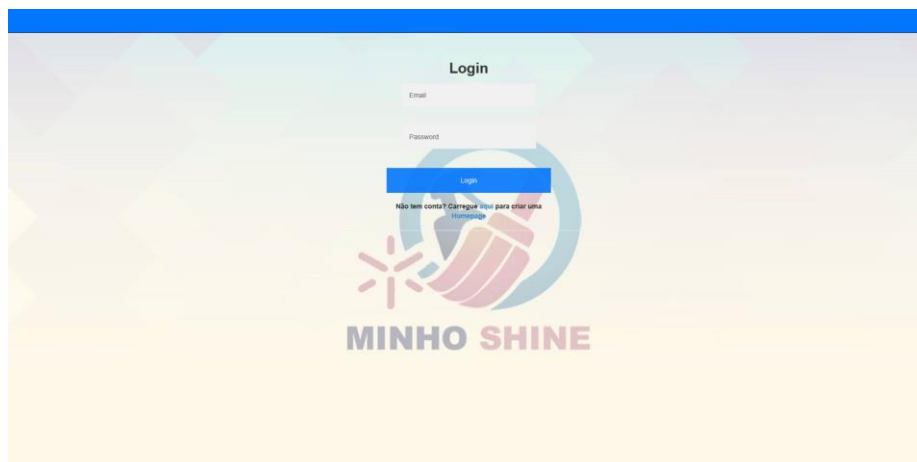 Login
Email
Password
Login
Não tem conta? Carregue aqui para criar uma
Homepage
MINHO SHINE